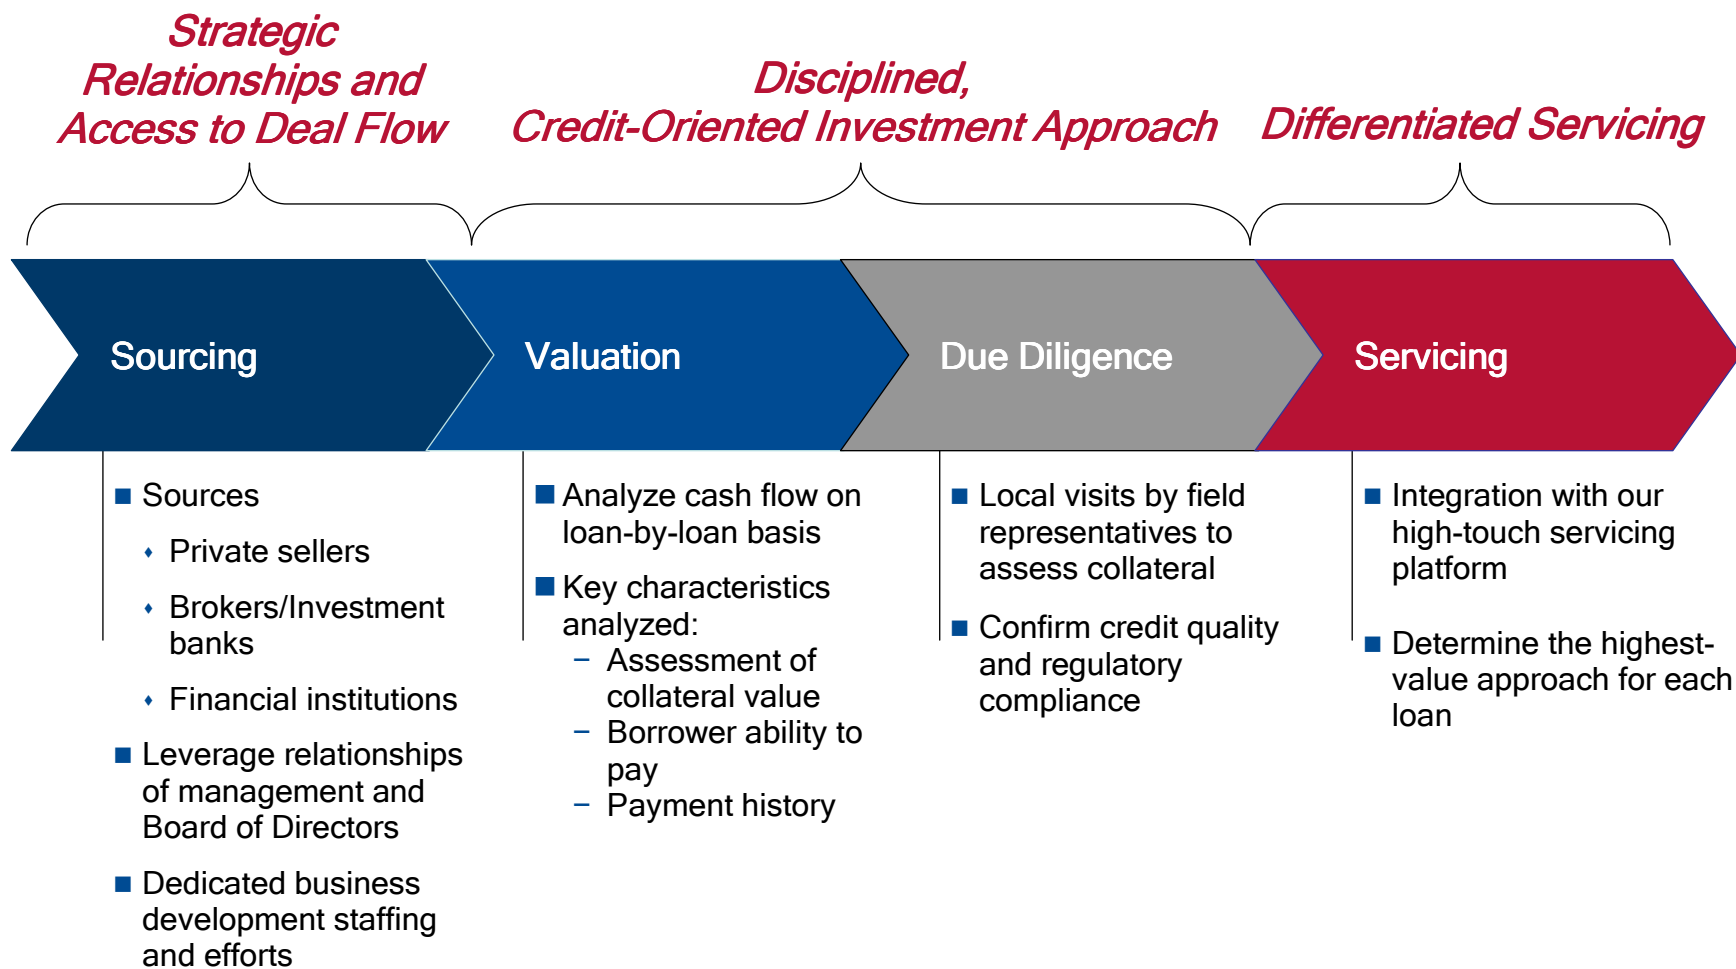 Strategic
Relationships and
Access to Deal Flow
Disciplined,
Credit-Oriented Investment Approach
Differentiated Servicing
Sourcing
Valuation
Due Diligence
Servicing
Sources
Private sellers
Brokers/Investment
banks
Financial institutions
Leverage relationships
of management and
Board of Directors
Dedicated business
development staffing
and efforts
Analyze cash flow on
loan-by-loan basis
Key characteristics
analyzed:
– Assessment of
collateral value
– Borrower ability to
pay
– Payment history
Local visits by field
representatives to
assess collateral
Confirm credit quality
and regulatory
compliance
Integration with our
high-touch servicing
platform
Determine the highest-
value approach for each
loan